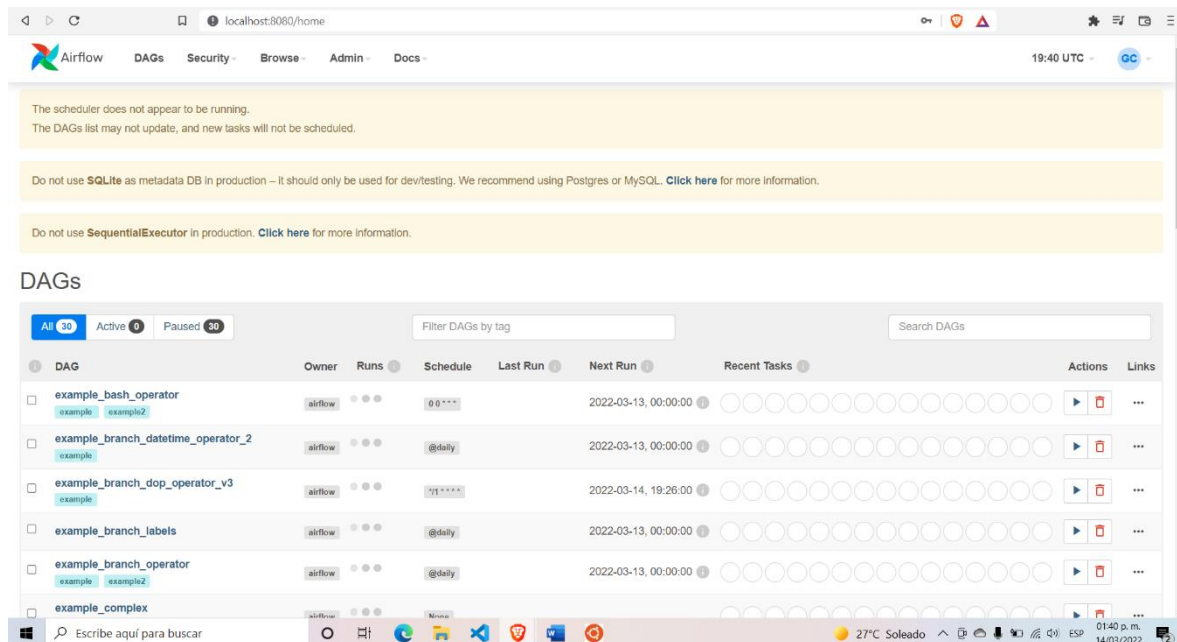 localhost:8080/home
Airflow DAGs Security Browse Admin Docs 19:40 UTC GC
The scheduler does not appear to be running.
The DAGs list may not update, and new tasks will not be scheduled.
Do not use SQLite as metadata DB in production – it should only be used for dev/testing. We recommend using Postgres or MySQL. Click here for more information.
Do not use SequentialExecutor in production. Click here for more information.
DAGs
All 30 Active 0 Paused 30 Filter DAGs by tag Search DAGs
DAG Owner Runs Schedule Last Run Next Run Recent Tasks Actions Links
example_bash_operator
example example2
airflow 0 0 * * * 2022-03-13, 00:00:00
example_branch_datetime_operator_2
example
airflow @daily 2022-03-13, 00:00:00
example_branch_dop_operator_v3
example
airflow */1 * * * * 2022-03-14, 19:26:00
example_branch_labels airflow @daily 2022-03-13, 00:00:00
example_branch_operator
example example2
airflow @daily 2022-03-13, 00:00:00
example_complex
airflow None
Escribe aquí para buscar 27°C Soleado ESP 01:40 p. m.
14/03/2022